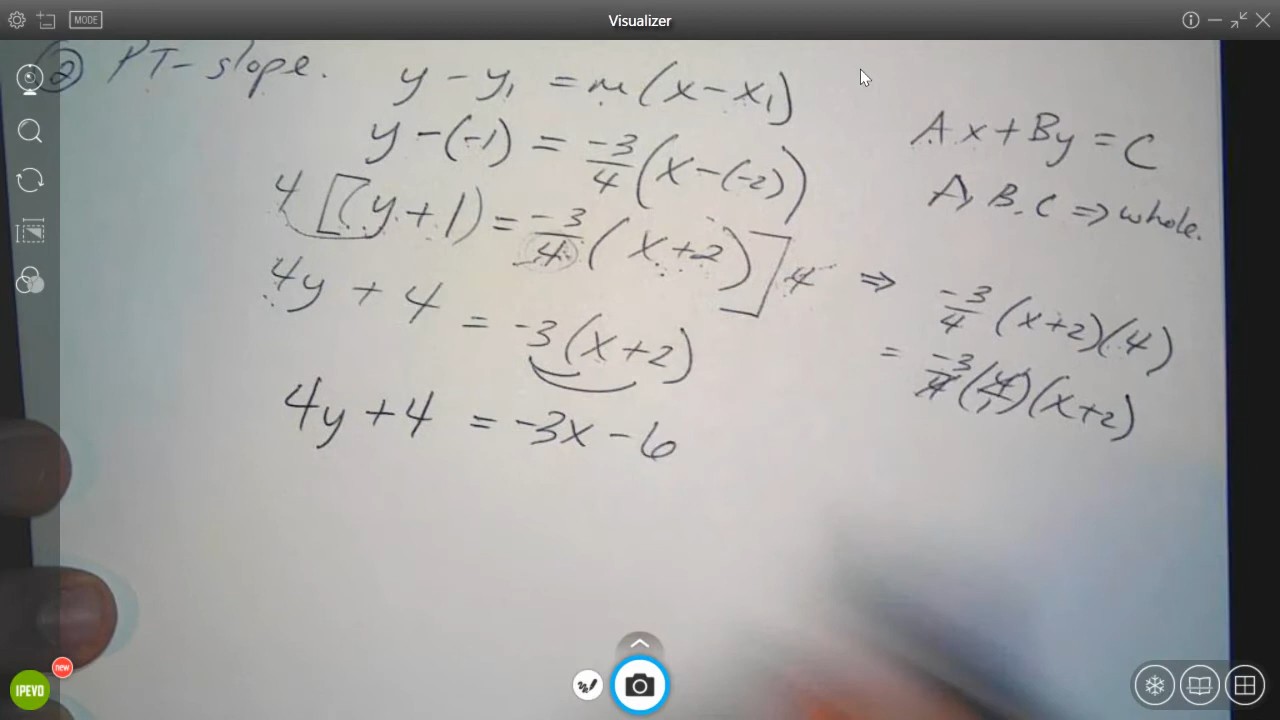 MODE
Visualizer
② PT-slope.
y - y₁ = m(x - x₁)
y - (-1) = -3/4 (x - (-2))
4[(y + 1) = -3/4 (x + 2)]4
4y + 4 = -3(x + 2)
4y + 4 = -3x - 6
Ax + By = C
A, B, C ⇒ whole.
⇒ -3/4 (x+2)(4)
= -3/4 (4/1)(x+2)
new
IPEVO